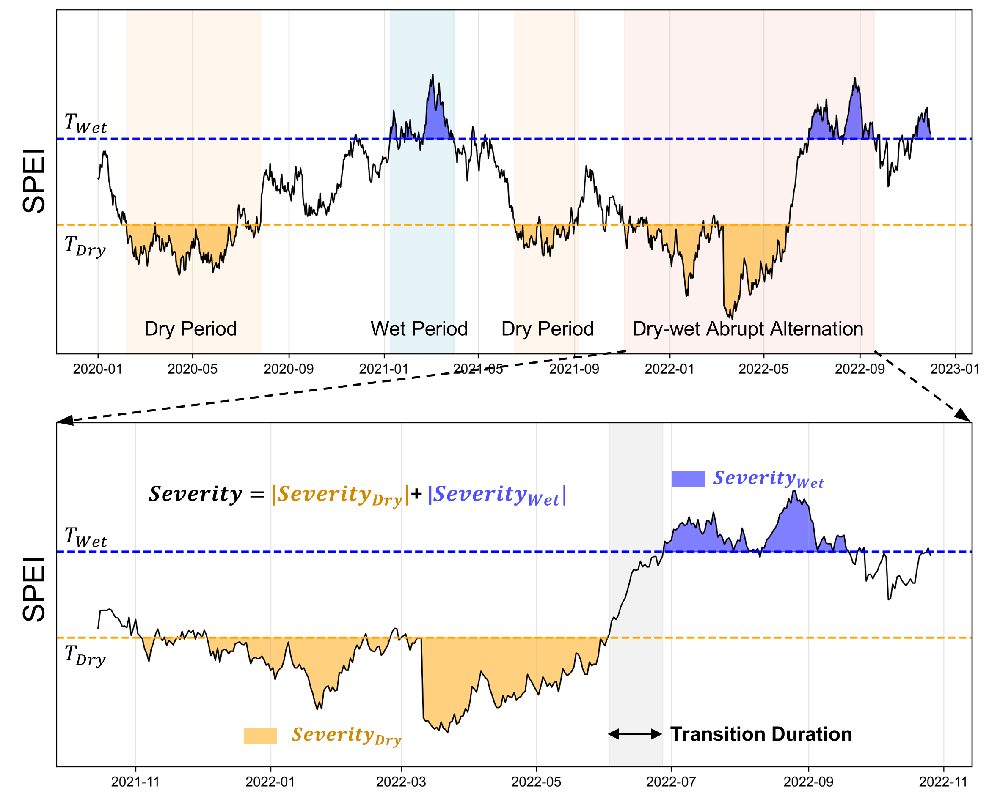 SPEI
T_Wet
T_Dry
Dry Period
Wet Period
Dry Period
Dry-wet Abrupt Alternation
2020-01 2020-05 2020-09 2021-01 2021-05 2021-09 2022-01 2022-05 2022-09 2023-01
SPEI
Severity_Wet
Severity = |Severity_Dry|+ |Severity_Wet|
T_Wet
T_Dry
Severity_Dry
Transition Duration
2021-11 2022-01 2022-03 2022-05 2022-07 2022-09 2022-11